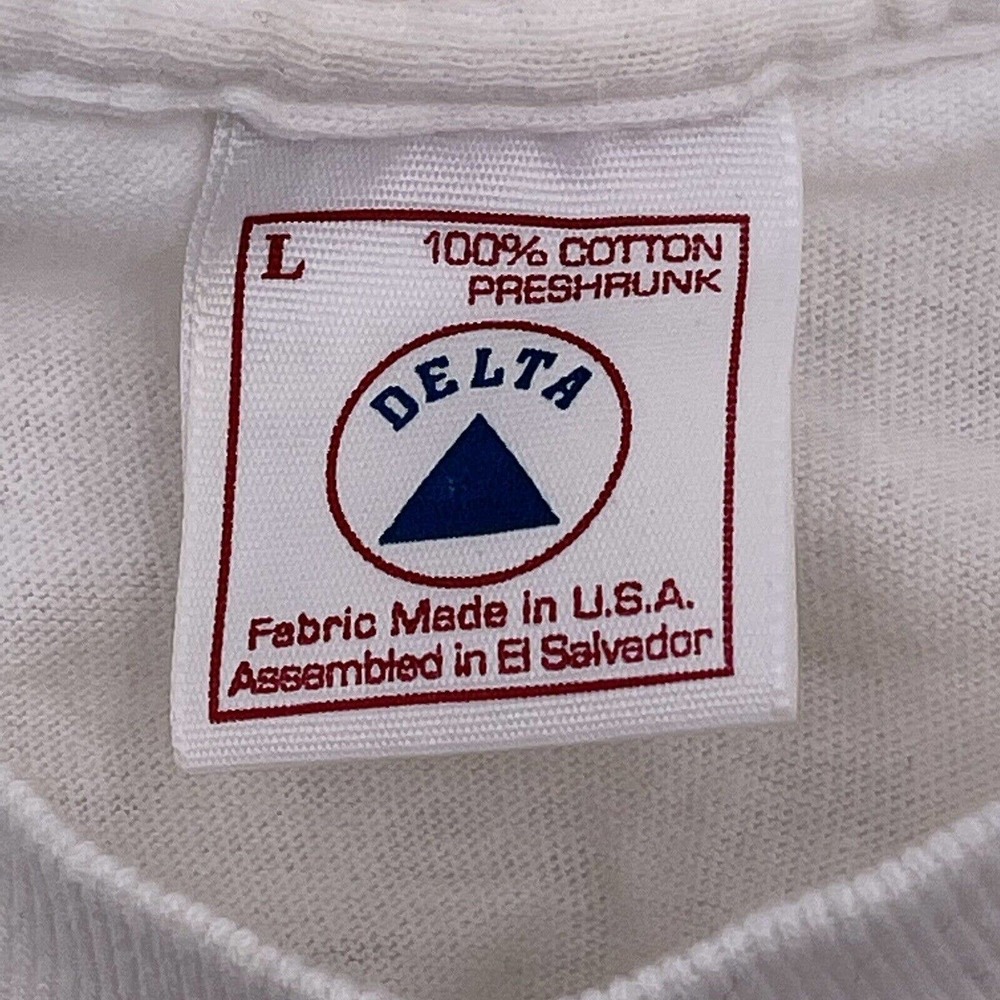 L 100% COTTON
PRESHRUNK
DELTA
Fabric Made in U.S.A.
Assembled in El Salvador